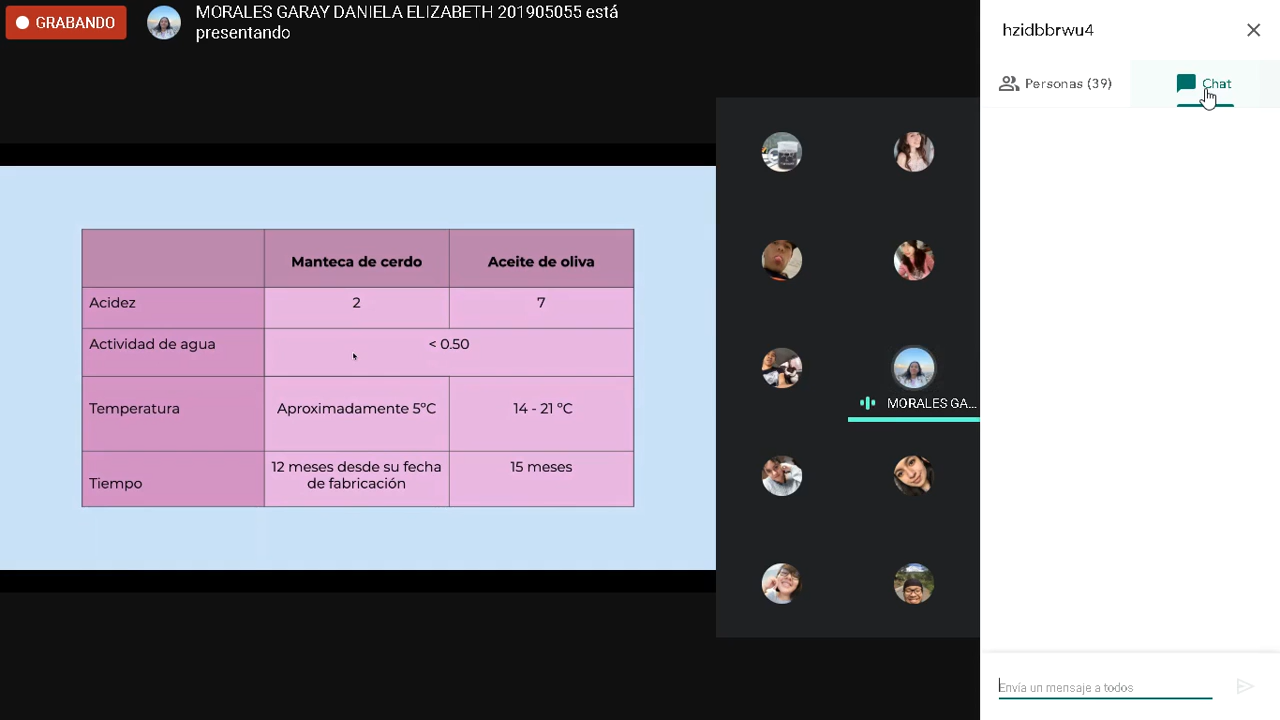 GRABANDO
MORALES GARAY DANIELA ELIZABETH 201905055 está
presentando
hzidbbrwu4
Personas (39)
Chat
Manteca de cerdo
Aceite de oliva
Acidez
2
7
Actividad de agua
< 0.50
Temperatura
Aproximadamente 5ºC
14 - 21 ºC
Tiempo
12 meses desde su fecha
de fabricación
15 meses
MORALES GA...
Envía un mensaje a todos